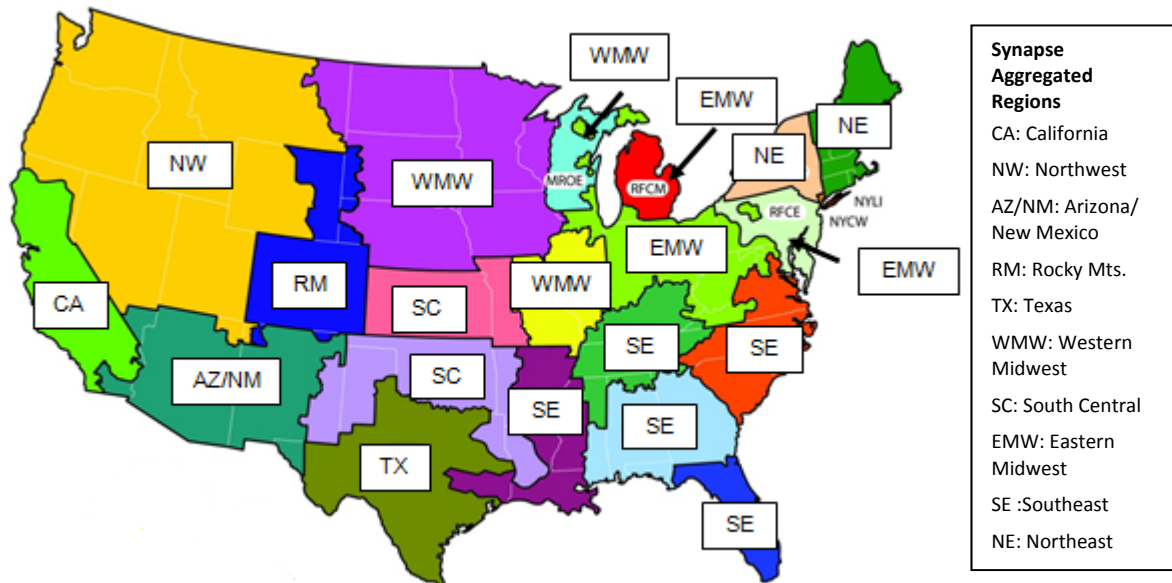 WMW
EMW
NE
NE
NW
WMW
MROE
RFCM
RFCE
NYLI
NYCW
EMW
EMW
CA
RM
WMW
SC
SE
SE
AZ/NM
SC
SE
SE
TX
SE
Synapse
Aggregated
Regions
CA: California
NW: Northwest
AZ/NM: Arizona/
New Mexico
RM: Rocky Mts.
TX: Texas
WMW: Western
Midwest
SC: South Central
EMW: Eastern
Midwest
SE :Southeast
NE: Northeast